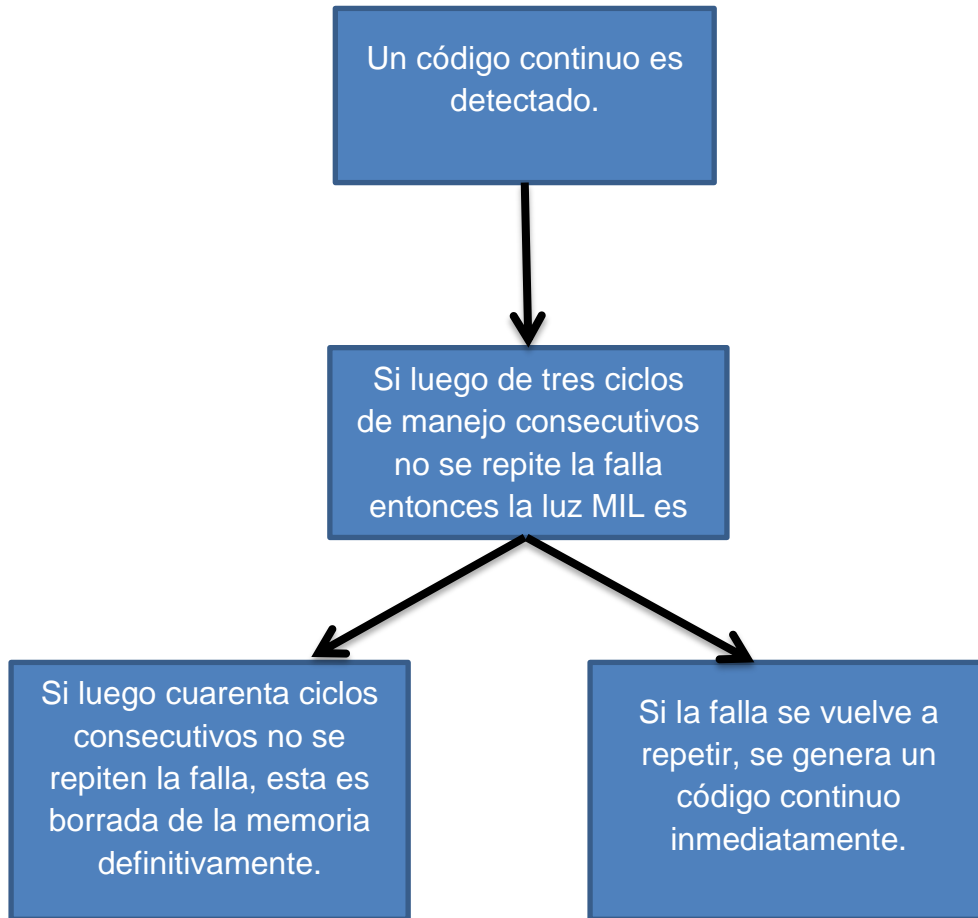 Un código continuo es
detectado.
Si luego de tres ciclos
de manejo consecutivos
no se repite la falla
entonces la luz MIL es
Si luego cuarenta ciclos
consecutivos no se
repiten la falla, esta es
borrada de la memoria
definitivamente.
Si la falla se vuelve a
repetir, se genera un
código continuo
inmediatamente.